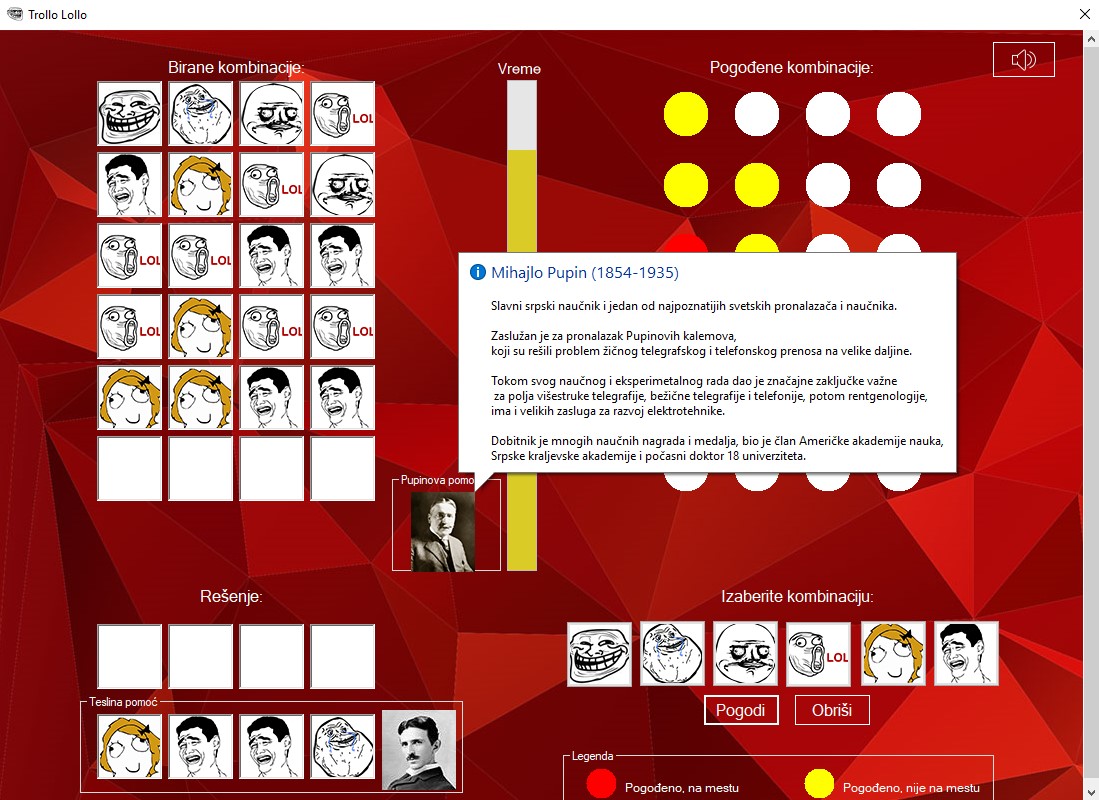 Trollo Lollo
Birane kombinacije:
Vreme
Pogođene kombinacije:
LOL
LOL
LOL
LOL
LOL
LOL
LOL
Mihajlo Pupin (1854-1935)
Slavni srpski naučnik i jedan od najpoznatijih svetskih pronalazača i naučnika.
Zaslužan je za pronalazak Pupinovih kalemova,
koji su rešili problem žičnog telegrafskog i telefonskog prenosa na velike daljine.
Tokom svog naučnog i eksperimetalnog rada dao je značajne zaključke važne
za polja višestruke telegrafije, bežične telegrafije i telefonije, potom rentgenologije,
ima i velikih zasluga za razvoj elektrotehnike.
Dobitnik je mnogih naučnih nagrada i medalja, bio je član Američke akademije nauka,
Srpske kraljevske akademije i počasni doktor 18 univerziteta.
Pupinova pomo
Rešenje:
Izaberite kombinaciju:
LOL
Teslina pomoć
Pogodi
Obriši
Legenda
Pogođeno, na mestu
Pogođeno, nije na mestu